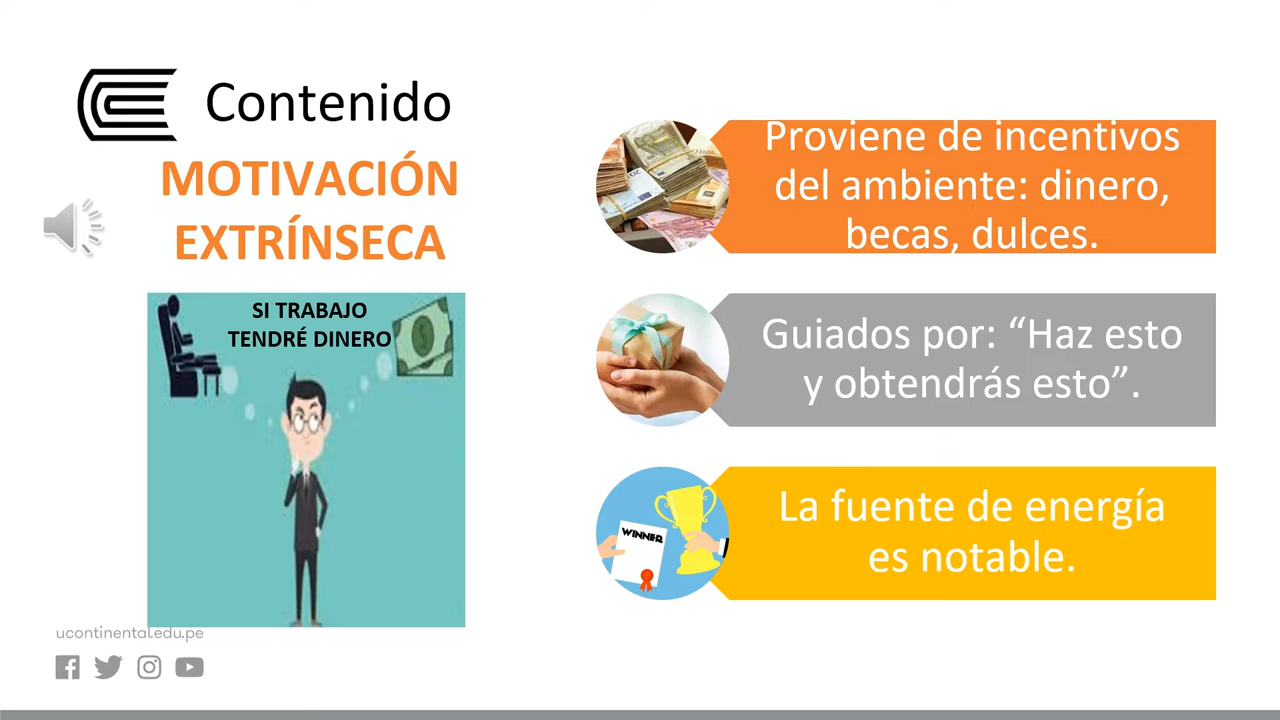 Contenido
MOTIVACIÓN
EXTRÍNSECA
SI TRABAJO
TENDRÉ DINERO
Proviene de incentivos
del ambiente: dinero,
becas, dulces.
Guiados por: “Haz esto
y obtendrás esto”.
WINNER
La fuente de energía
es notable.
ucontinental.edu.pe